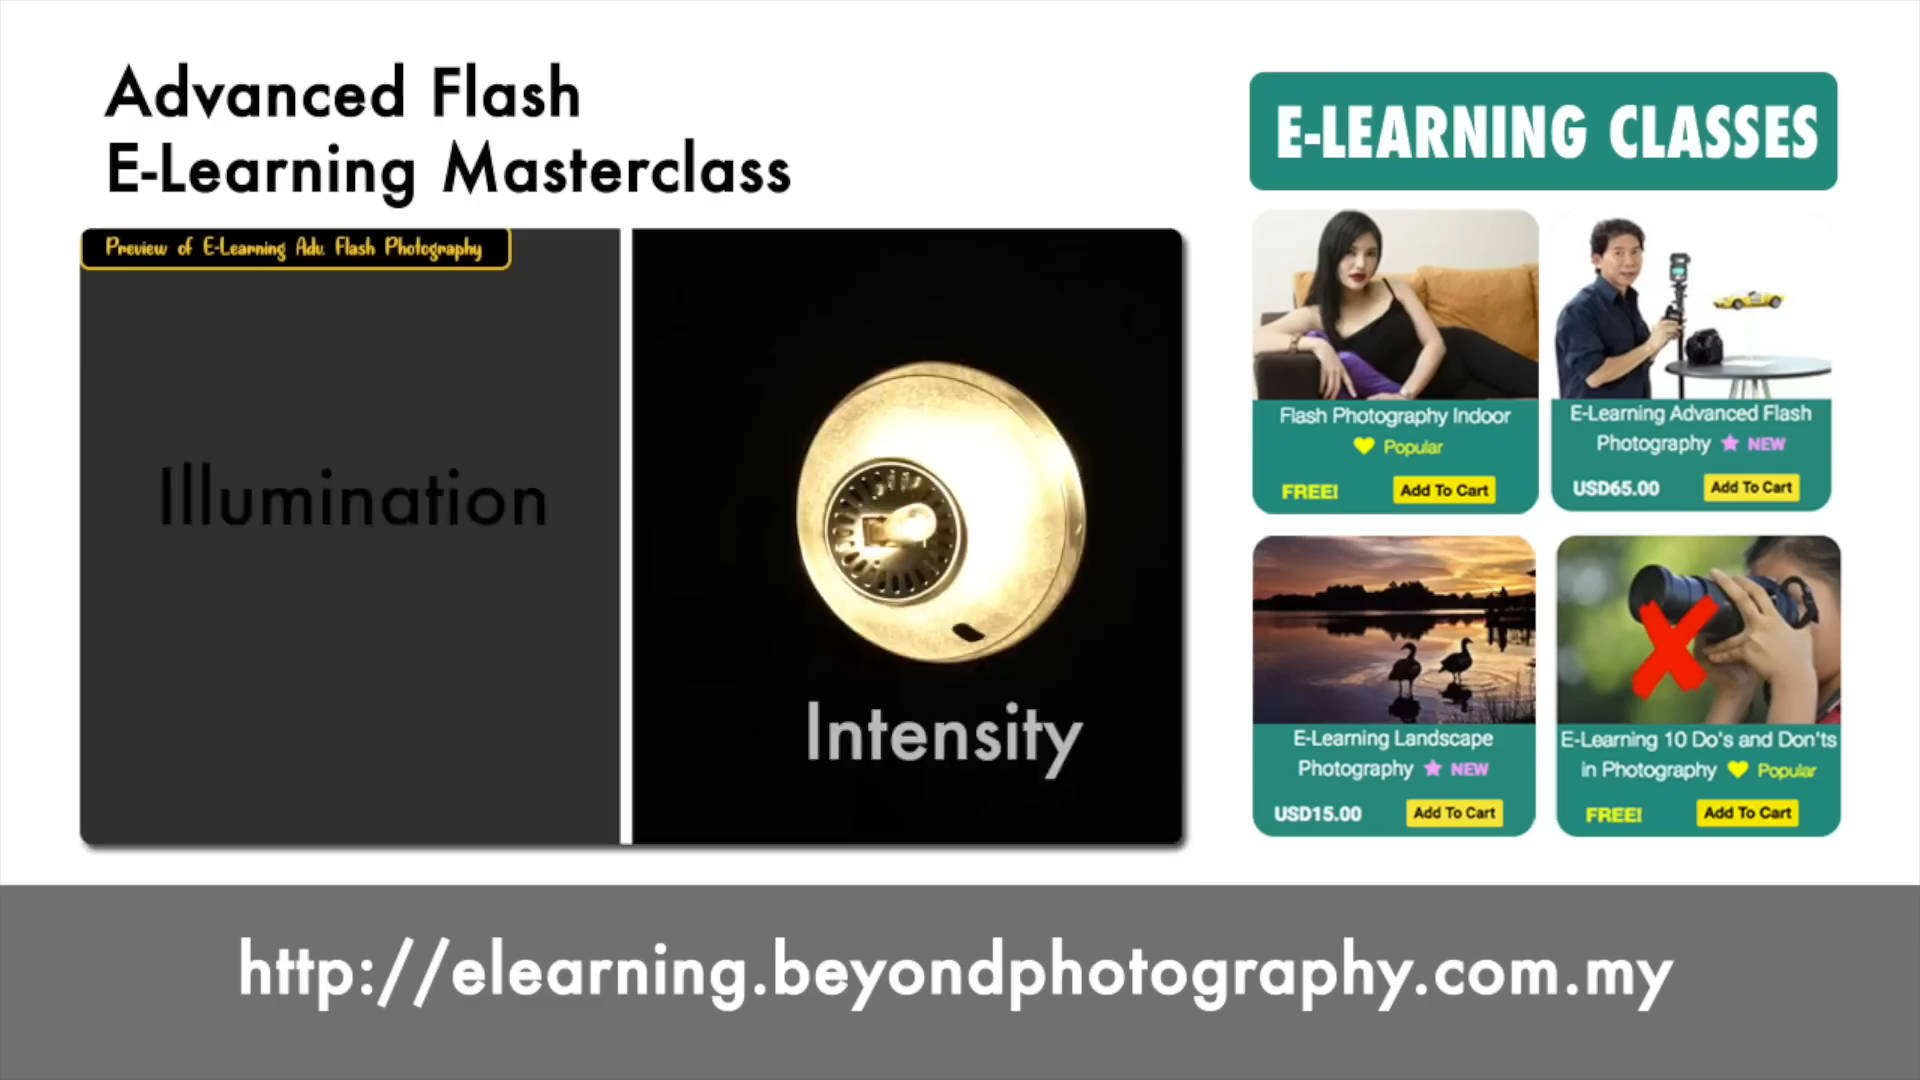 Advanced Flash
E-Learning Masterclass
Preview of E-Learning Adv. Flash Photography
Illumination
Intensity
E-LEARNING CLASSES
Flash Photography Indoor
Popular
FREE!
Add To Cart
E-Learning Advanced Flash
Photography NEW
USD65.00
Add To Cart
E-Learning Landscape
Photography NEW
USD15.00
Add To Cart
E-Learning 10 Do's and Don'ts
in Photography Popular
FREE!
Add To Cart
http://elearning.beyondphotography.com.my